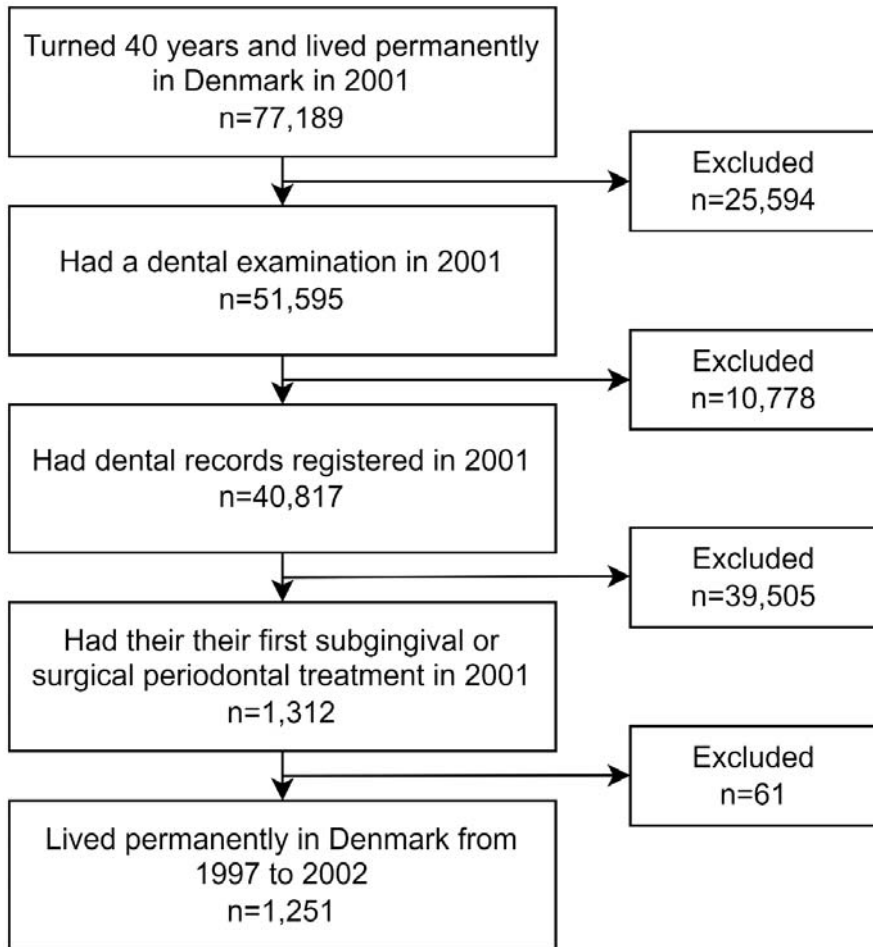 Turned 40 years and lived permanently
in Denmark in 2001
n=77,189
Excluded
n=25,594
Had a dental examination in 2001
n=51,595
Excluded
n=10,778
Had dental records registered in 2001
n=40,817
Excluded
n=39,505
Had their their first subgingival or
surgical periodontal treatment in 2001
n=1,312
Excluded
n=61
Lived permanently in Denmark from
1997 to 2002
n=1,251